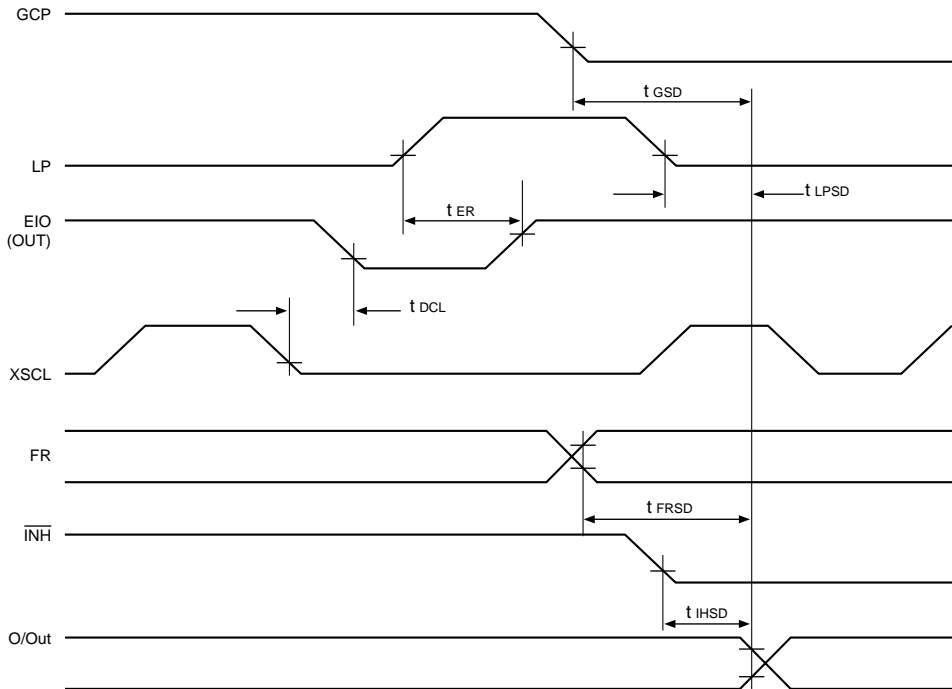 GCP
t GSD
LP
t LPSD
EIO
(OUT)
t ER
t DCL
XSCL
FR
t FRSD
INH
t IHSD
O/Out